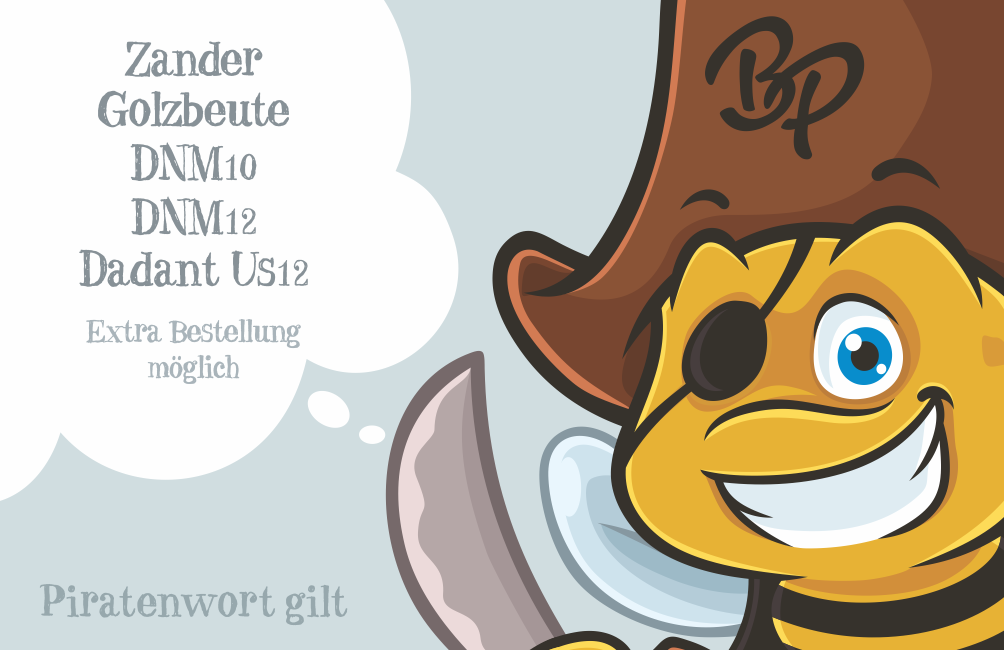 Zander
Golzbeute
DNM10
DNM12
Dadant US12
Extra Bestellung
möglich
BP
Piratenwort gilt